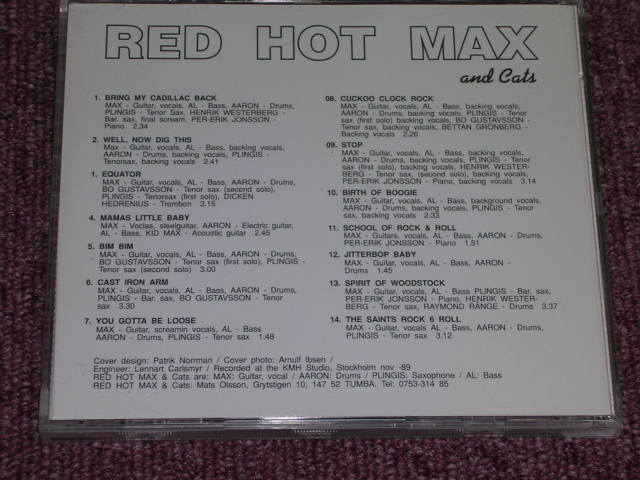 RED HOT MAX
and Cats
1. BRING MY CADILLAC BACK
MAX - Guitar, vocals, AL - Bass, AARON - Drums,
PLINGIS - Tenor Sax, HENRIK WESTERBERG -
Bar. sax, final scream, PER-ERIK JONSSON -
Piano 2.34
2. WELL, NOW DIG THIS
Max - Guitar, vocals, AL - Bass, backing vocals,
AARON - Drums, backing vocals, PLINGIS -
Tenorsax, backing vocals 2.41
1. EQUATOR
MAX - Guitar, vocals, AL - Bass, AARON - Drums,
BO GUSTAVSSON - Tenor sax (second solo),
PLINGIS - Tenorsax (first solo), DICKEN
HEDRENIUS - Trombon 3.15
4. MAMAS LITTLE BABY
MAX - Voclas, steelguitar, AARON - Electric guitar,
AL - Bass, KID MAX - Acoustic guitar 2.45
5. BIM BIM
MAX - Guitar, vocal, AL - Bass, AARON - Drums,
BO GUSTAVSSON - Tenor sax (first solo), PLINGIS -
Tenor sax (second solo) 3.00
6. CAST IRON ARM
MAX - Guitar, vocals, AL - Bass, AARON - Drums,
PLINGIS - Bar. sax, BO GUSTAVSSON - Tenor
sax 3.30
7. YOU GOTTA BE LOOSE
MAX - Guitar, screamin vocals, AL - Bass
AARON - Drums, PLINGIS - Tenor sax 1.48
08. CUCKOO CLOCK ROCK
MAX - Guitar, vocals, AL - Bass, backing vocals,
AARON - Drums, backing vocals, PLINGIS - Tenor
sax (first solo) backing vocals, BO GUSTAVSSON -
Tenor sax, backing vocals, BETTAN GRÖNBERG -
Backing vocals 2.26
09. STOP
MAX - Guitar, vocals, AL - Bass, backing vocals,
AARON - Drums, backing vocals, PLINGIS - Tenor
sax (first solo), backing vocals, HENRIK WESTER-
BERG - Tenor sax, (second solo), backing vocals,
PER-ERIK JONSSON - Piano, backing vocals 3.14
10. BIRTH OF BOOGIE
MAX - Guitar, vocals, AL - Bass, background vocals,
AARON - Drums, backing vocals, PLINGIS - Tenor
sax, backing vocals 2.33
11. SCHOOL OF ROCK & ROLL
MAX - Guitars, vocals, AL - Bass, AARON - Drums,
PER-ERIK JONSSON - Piano 1.51
12. JITTERBOP BABY
MAX - Guitar, vocals, AL - Bass, AARON -
Drums 1.45
13. SPIRIT OF WOODSTOCK
MAX - Guitar, vocals, AL - Bass PLINGIS - Bar. sax,
PER-ERIK JONSSON - Piano, HENRIK WESTER-
BERG - Tenor sax, RAYMOND RANGE - Drums 3.37
14. THE SAINTS ROCK 6 ROLL
MAX - Guitar, vocals AL - Bass, AARON - Drums,
PLINGIS - Tenor sax 3.12
Cover design: Patrik Norrman / Cover photo: Arnulf Ibsen /
Engineer: Lennart Carlsmyr / Recorded at the KMH Studio, Stockholm nov -89
RED HOT MAX & Cats are: MAX: Guitar, vocal / AARON: Drums / PLINGIS: Saxophone / AL: Bass
RED HOT MAX & Cats: Mats Olsson, Grytstigen 10, 147 52 TUMBA. Tel: 0753-314 85